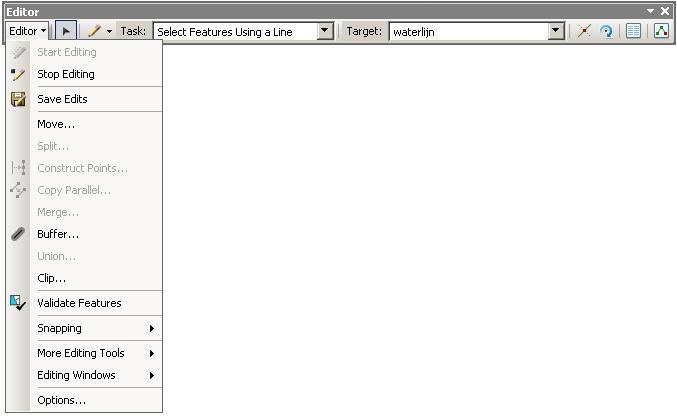 Editor
Editor Task: Select Features Using a Line Target: waterlijn
Start Editing
Stop Editing
Save Edits
Move...
Split...
Construct Points...
Copy Parallel...
Merge...
Buffer...
Union...
Clip...
Validate Features
Snapping
More Editing Tools
Editing Windows
Options...